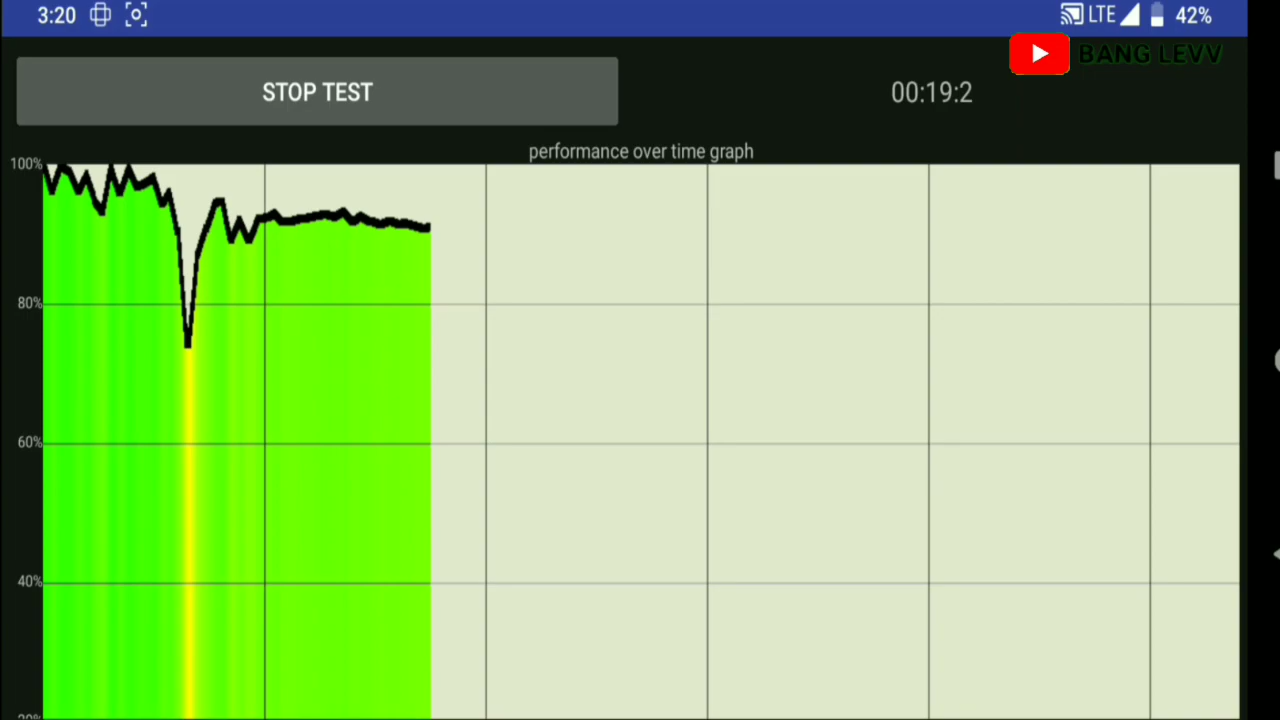 3:20 LTE 42%
BANG LEVV
STOP TEST 00:19:2
performance over time graph
100%
80%
60%
40%
20%